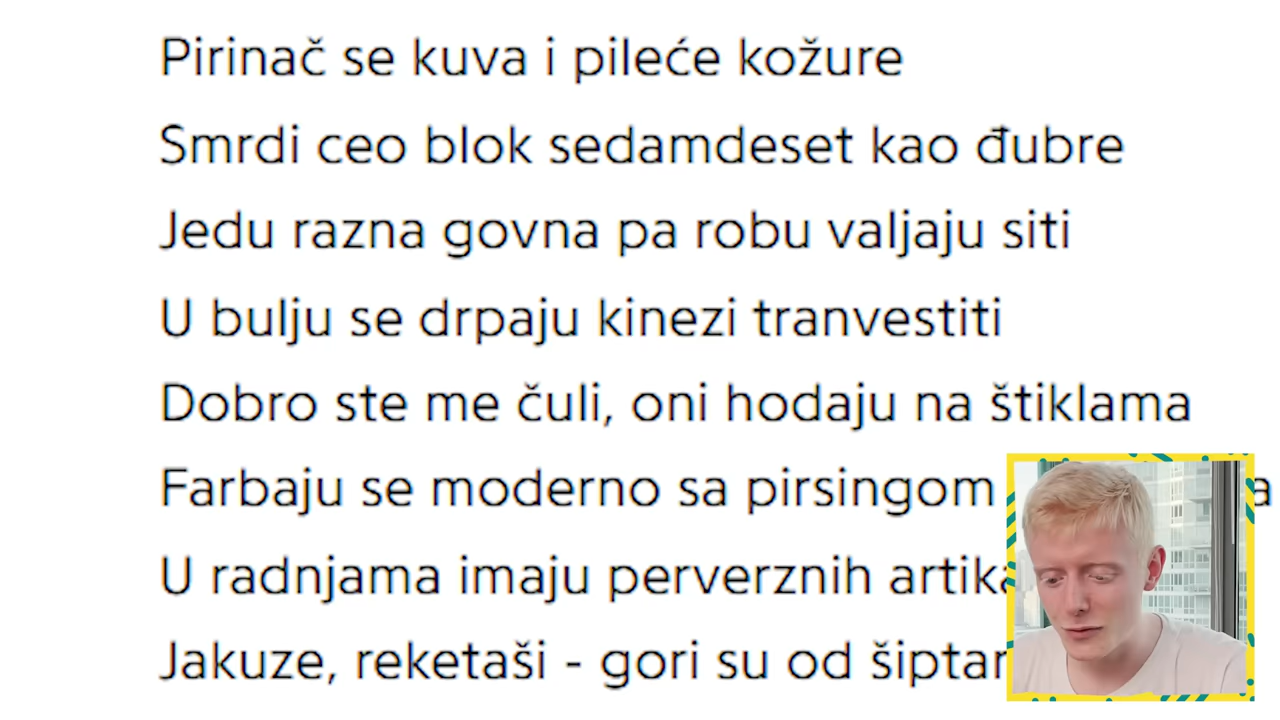 Pirinač se kuva i pileće kožure
Smrdi ceo blok sedamdeset kao đubre
Jedu razna govna pa robu valjaju siti
U bulju se drpaju kinezi tranvestiti
Dobro ste me čuli, oni hodaju na štiklama
Farbaju se moderno sa pirsingom
U radnjama imaju perverznih
Jakuze, reketaši - gori su od